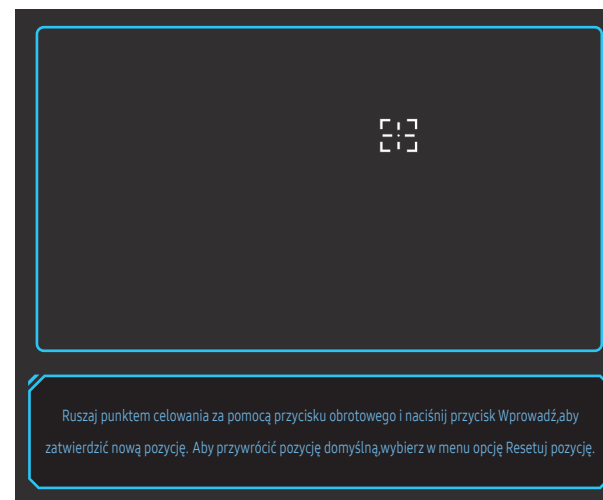 Ruszaj punktem celowania za pomocą przycisku obrotowego i naciśnij przycisk Wprowadź,aby
zatwierdzić nową pozycję. Aby przywrócić pozycję domyślną,wybierz w menu opcję Resetuj pozycję.